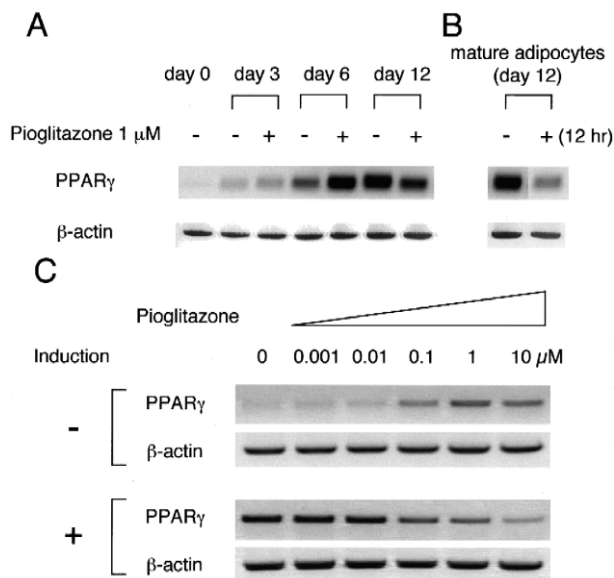 A
day 0 day 3 day 6 day 12
Pioglitazone 1 μM - - + - + - +
PPARγ
β-actin
B
mature adipocytes
(day 12)
- + (12 hr)
C
Pioglitazone
Induction 0 0.001 0.01 0.1 1 10 μM
- PPARγ
β-actin
+ PPARγ
β-actin